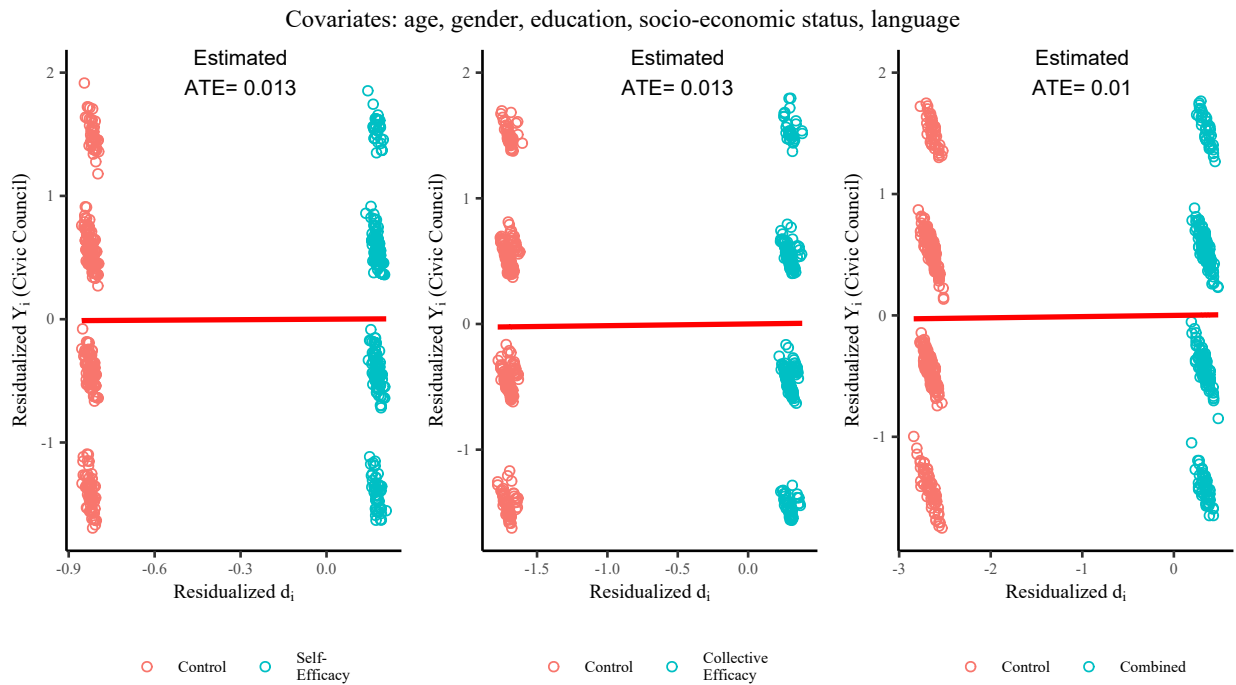 Covariates: age, gender, education, socio-economic status, language
Estimated
ATE= 0.013
2
1
0
-1
Residualized Yi (Civic Council)
-0.9
-0.6
-0.3
0.0
Residualized di
Control
Self-
Efficacy
Estimated
ATE= 0.013
2
1
0
-1
Residualized Yi (Civic Council)
-1.5
-1.0
-0.5
0.0
Residualized di
Control
Collective
Efficacy
Estimated
ATE= 0.01
2
1
0
-1
Residualized Yi (Civic Council)
-3
-2
-1
0
Residualized di
Control
Combined